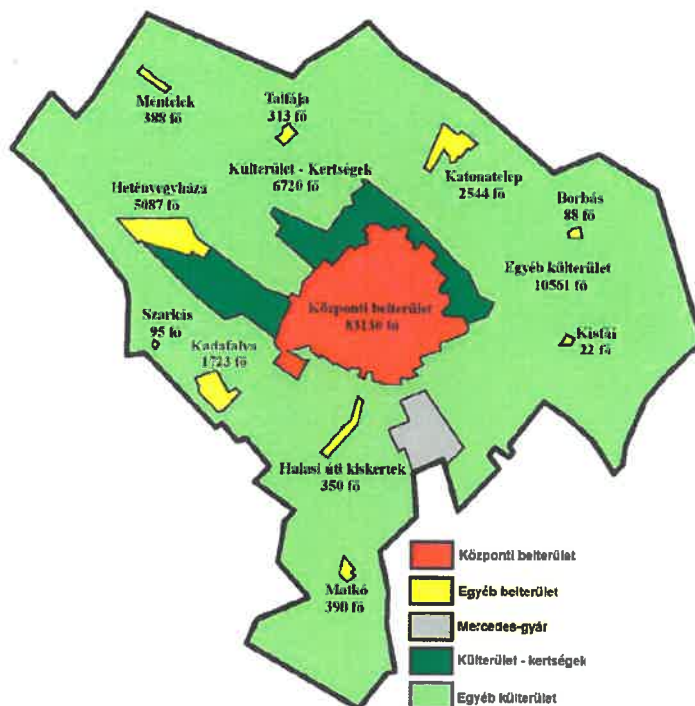 Méntelek
388 fő
Talfája
313 fő
Külterület - Kertségek
6720 fő
Katonatelep
2544 fő
Hetényegyháza
5087 fő
Borbás
88 fő
Egyéb külterület
10561 fő
Központi belterület
83130 fő
Szarkás
95 fő
Kadafalva
1723 fő
Kisfái
22 fő
Halasi úti kiskertek
350 fő
Matkó
390 fő
Központi belterület
Egyéb belterület
Mercedes-gyár
Külterület - kertségek
Egyéb külterület